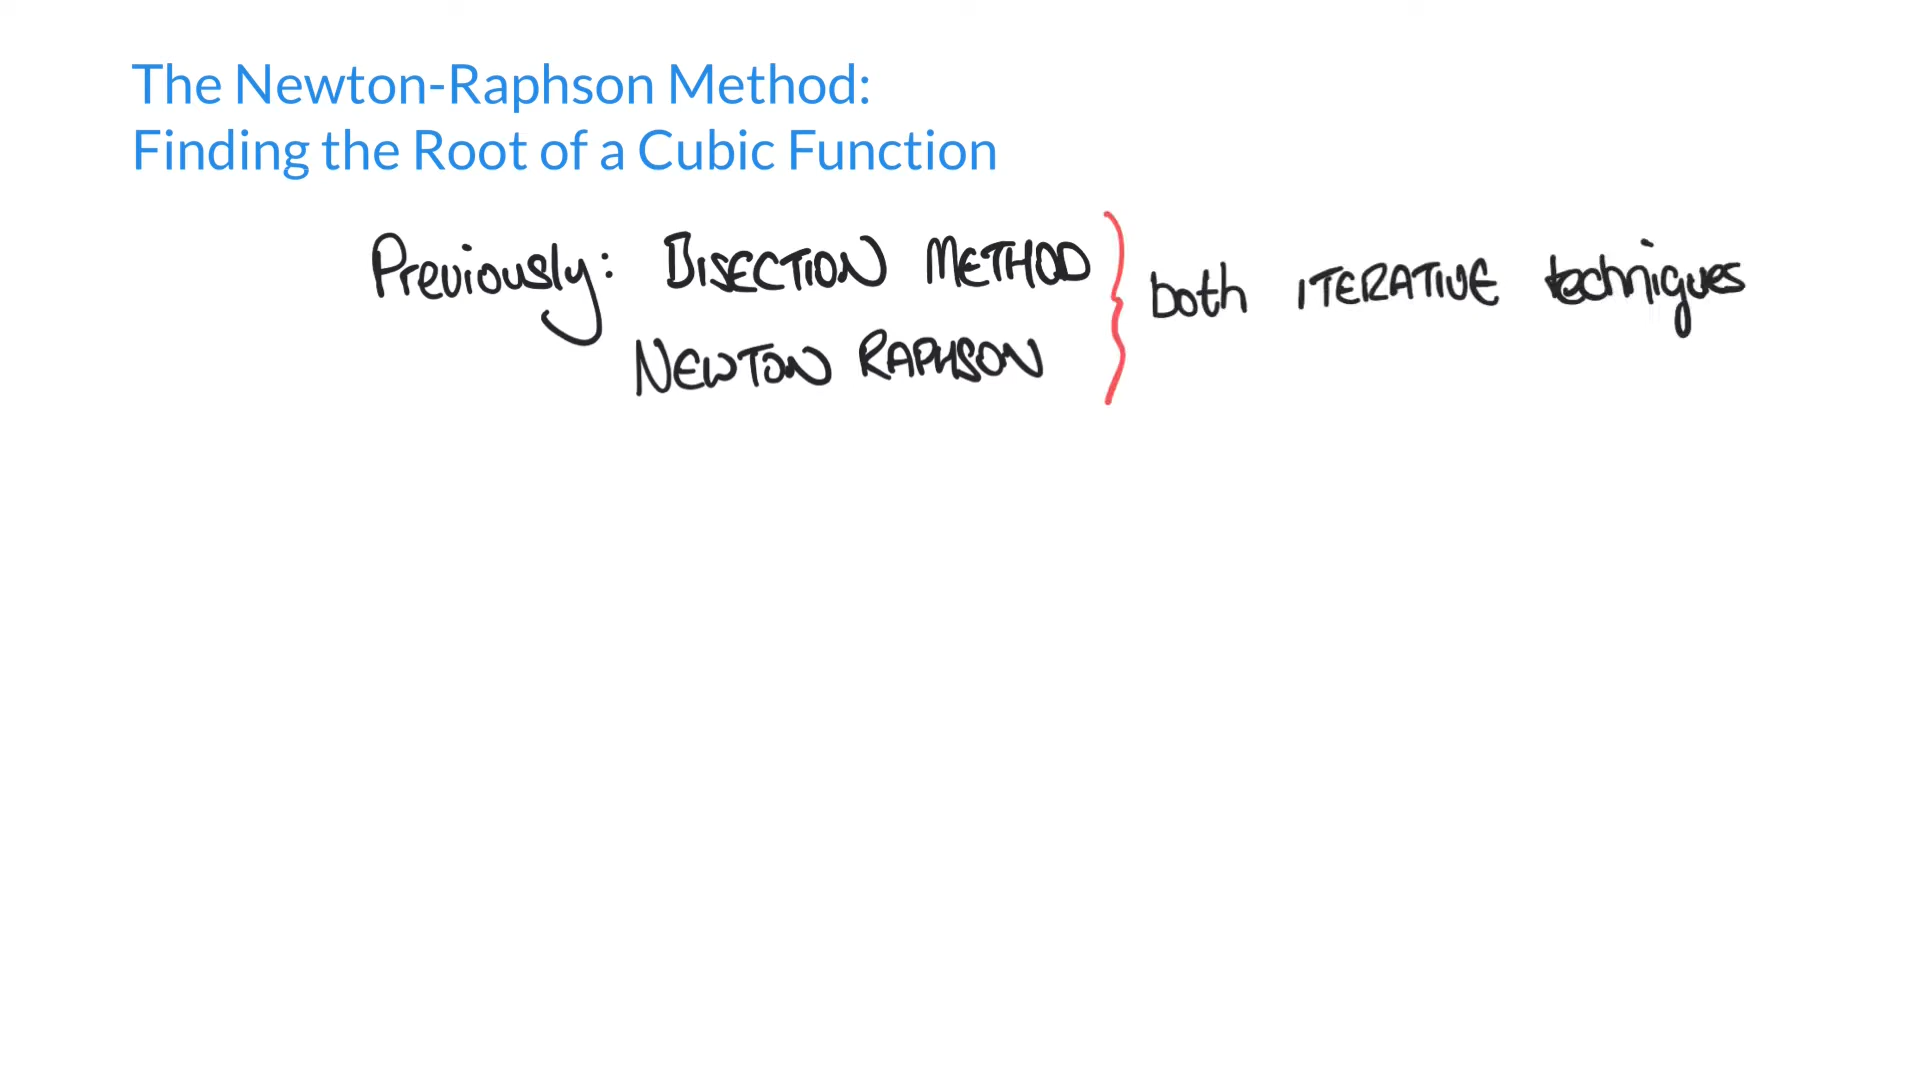 The Newton-Raphson Method:
Finding the Root of a Cubic Function
Previously: BISECTION METHOD
NEWTON RAPHSON
both ITERATIVE techniques